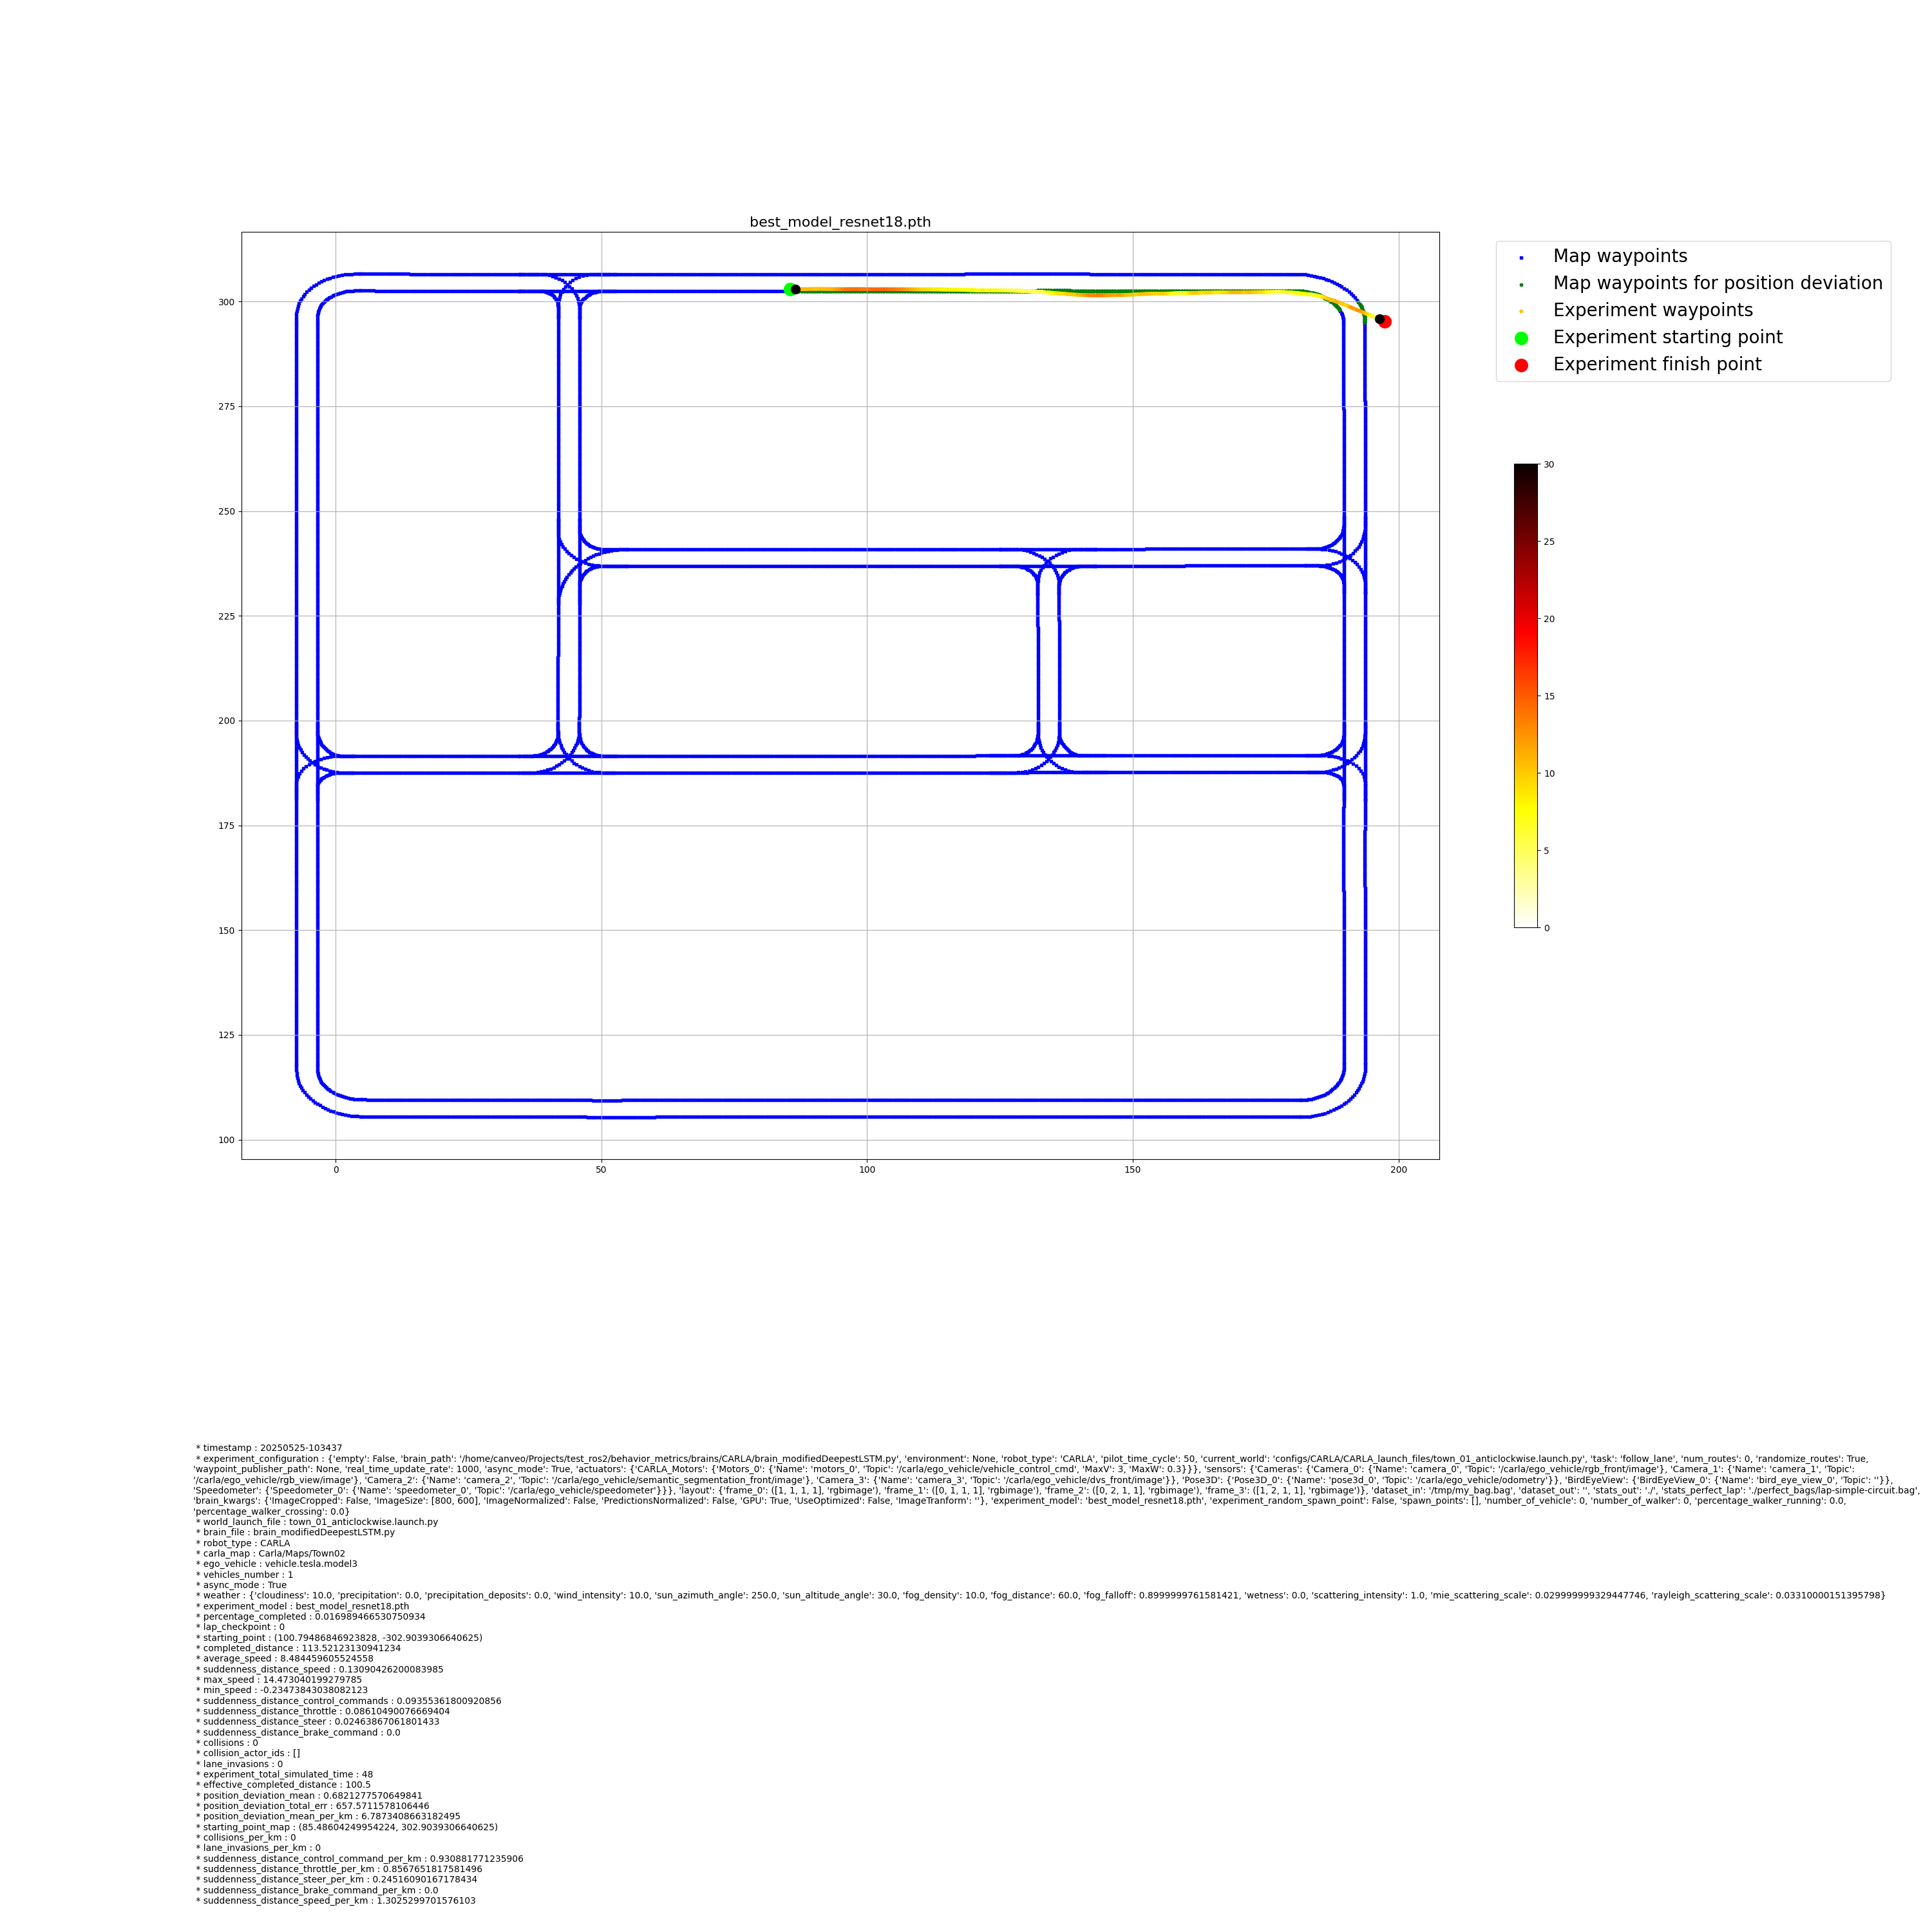 best_model_resnet18.pth
Map waypoints
Map waypoints for position deviation
Experiment waypoints
Experiment starting point
Experiment finish point
300
275
250
225
200
175
150
125
100
0
50
100
150
200
30
25
20
15
10
5
0
* timestamp : 20250525-103437
* experiment_configuration : {'empty': False, 'brain_path': '/home/canveo/Projects/test_ros2/behavior_metrics/brains/CARLA/brain_modifiedDeepestLSTM.py', 'environment': None, 'robot_type': 'CARLA', 'pilot_time_cycle': 50, 'current_world': 'configs/CARLA/CARLA_launch_files/town_01_anticlockwise.launch.py', 'task': 'follow_lane', 'num_routes': 0, 'randomize_routes': True,
'waypoint_publisher_path': None, 'real_time_update_rate': 1000, 'async_mode': True, 'actuators': {'CARLA_Motors': {'Motors_0': {'Name': 'motors_0', 'Topic': '/carla/ego_vehicle/vehicle_control_cmd', 'MaxV': 3, 'MaxW': 0.3}}}, 'sensors': {'Cameras': {'Camera_0': {'Name': 'camera_0', 'Topic': '/carla/ego_vehicle/rgb_front/image'}, 'Camera_1': {'Name': 'camera_1', 'Topic':
'/carla/ego_vehicle/rgb_view/image'}, 'Camera_2': {'Name': 'camera_2', 'Topic': '/carla/ego_vehicle/semantic_segmentation_front/image'}, 'Camera_3': {'Name': 'camera_3', 'Topic': '/carla/ego_vehicle/dvs_front/image'}}, 'Pose3D': {'Pose3D_0': {'Name': 'pose3d_0', 'Topic': '/carla/ego_vehicle/odometry'}}, 'BirdEyeView': {'BirdEyeView_0': {'Name': 'bird_eye_view_0', 'Topic': ''}},
'Speedometer': {'Speedometer_0': {'Name': 'speedometer_0', 'Topic': '/carla/ego_vehicle/speedometer'}}}, 'layout': {'frame_0': ([1, 1, 1, 1], 'rgbimage'), 'frame_1': ([0, 1, 1, 1], 'rgbimage'), 'frame_2': ([0, 2, 1, 1], 'rgbimage'), 'frame_3': ([1, 2, 1, 1], 'rgbimage')}, 'dataset_in': '/tmp/my_bag.bag', 'dataset_out': '', 'stats_out': './', 'stats_perfect_lap': './perfect_bags/lap-simple-circuit.bag',
'brain_kwargs': {'ImageCropped': False, 'ImageSize': [800, 600], 'ImageNormalized': False, 'PredictionsNormalized': False, 'GPU': True, 'UseOptimized': False, 'ImageTranform': ''}, 'experiment_model': 'best_model_resnet18.pth', 'experiment_random_spawn_point': False, 'spawn_points': [], 'number_of_vehicle': 0, 'number_of_walker': 0, 'percentage_walker_running': 0.0,
'percentage_walker_crossing': 0.0}
* world_launch_file : town_01_anticlockwise.launch.py
* brain_file : brain_modifiedDeepestLSTM.py
* robot_type : CARLA
* carla_map : Carla/Maps/Town02
* ego_vehicle : vehicle.tesla.model3
* vehicles_number : 1
* async_mode : True
* weather : {'cloudiness': 10.0, 'precipitation': 0.0, 'precipitation_deposits': 0.0, 'wind_intensity': 10.0, 'sun_azimuth_angle': 250.0, 'sun_altitude_angle': 30.0, 'fog_density': 10.0, 'fog_distance': 60.0, 'fog_falloff': 0.8999999761581421, 'wetness': 0.0, 'scattering_intensity': 1.0, 'mie_scattering_scale': 0.029999999329447746, 'rayleigh_scattering_scale': 0.03310000151395798}
* experiment_model : best_model_resnet18.pth
* percentage_completed : 0.016989466530750934
* lap_checkpoint : 0
* starting_point : (100.79486846923828, -302.9039306640625)
* completed_distance : 113.52123130941234
* average_speed : 8.484459605524558
* suddenness_distance_speed : 0.13090426200083985
* max_speed : 14.473040199279785
* min_speed : -0.23473843038082123
* suddenness_distance_control_commands : 0.09355361800920856
* suddenness_distance_throttle : 0.08610490076669404
* suddenness_distance_steer : 0.02463867061801433
* suddenness_distance_brake_command : 0.0
* collisions : 0
* collision_actor_ids : []
* lane_invasions : 0
* experiment_total_simulated_time : 48
* effective_completed_distance : 100.5
* position_deviation_mean : 0.6821277570649841
* position_deviation_total_err : 657.5711578106446
* position_deviation_mean_per_km : 6.7873408663182495
* starting_point_map : (85.48604249954224, 302.9039306640625)
* collisions_per_km : 0
* lane_invasions_per_km : 0
* suddenness_distance_control_command_per_km : 0.930881771235906
* suddenness_distance_throttle_per_km : 0.8567651817581496
* suddenness_distance_steer_per_km : 0.24516090167178434
* suddenness_distance_brake_command_per_km : 0.0
* suddenness_distance_speed_per_km : 1.3025299701576103